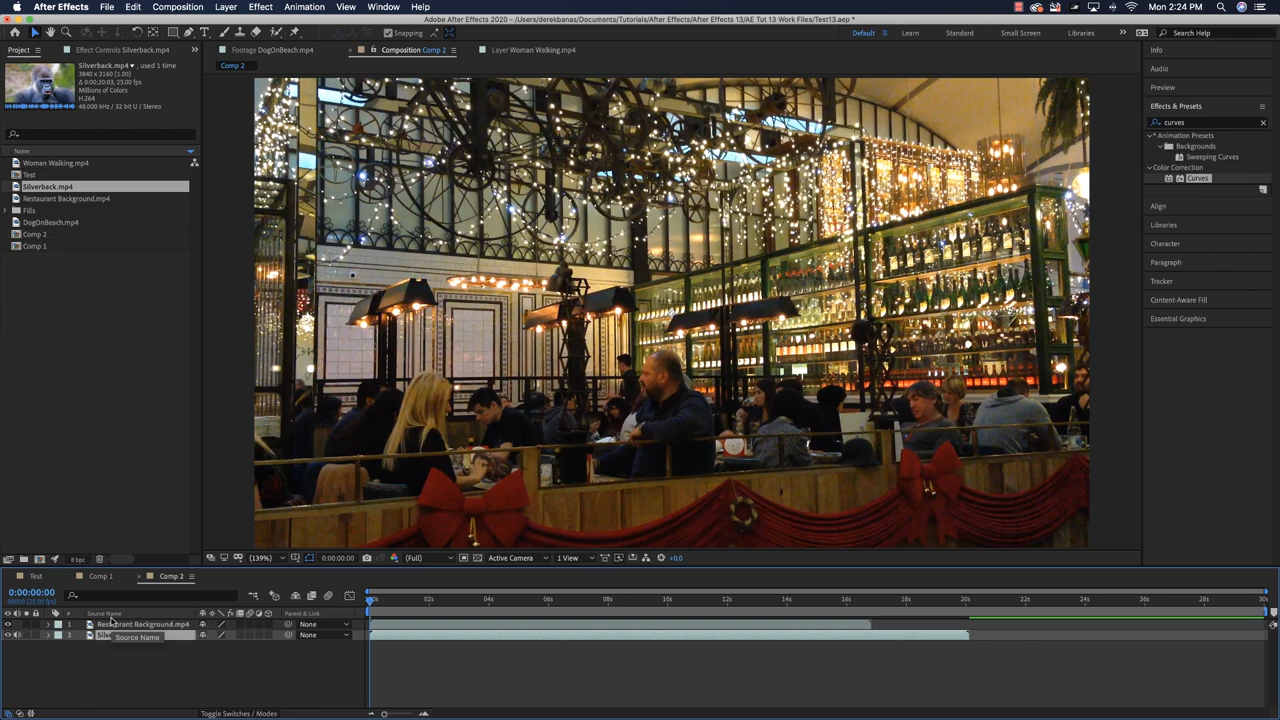 After Effects File Edit Composition Layer Effect Animation View Window Help Mon 2:24 PM
Adobe After Effects 2020 - /Users/derekbanas/Documents/Tutorials/After Effects 13/AE Tut 13 Work Files/Test13.aep *
Snapping Default Learn Standard Small Screen Libraries Search Help
Project Effect Controls Silverback.mp4 Footage DogOnBeach.mp4 Composition Comp 2 Layer Woman Walking.mp4 Info
Comp 2
Silverback.mp4 , used 1 time
3840 x 2160 (1.00)
Δ 0:00:20:03, 25.00 fps
Millions of Colors
H.264
48.000 kHz / 32 bit U / Stereo
Woman Walking.mp4
Test
Silverback.mp4
Restaurant Background.mp4
Fills
DogOnBeach.mp4
Comp 2
Comp 1
8 bpc
Audio
Preview
Effects & Presets
curves
* Animation Presets
Backgrounds
Sweeping Curves
Color Correction
Curves
Align
Libraries
Character
Paragraph
Tracker
Content-Aware Fill
Essential Graphics
(139%) 0:00:00:00 (Full) Active Camera 1 View +0.0
Test Comp 1 Comp 2
0:00:00:00
00000 (25.00 fps)
02s 04s 06s 08s 10s 12s 14s 16s 18s 20s 22s 24s 26s 28s 30s
# Source Name Parent & Link
1 Restaurant Background.mp4 None
2 Source Name None
Toggle Switches / Modes